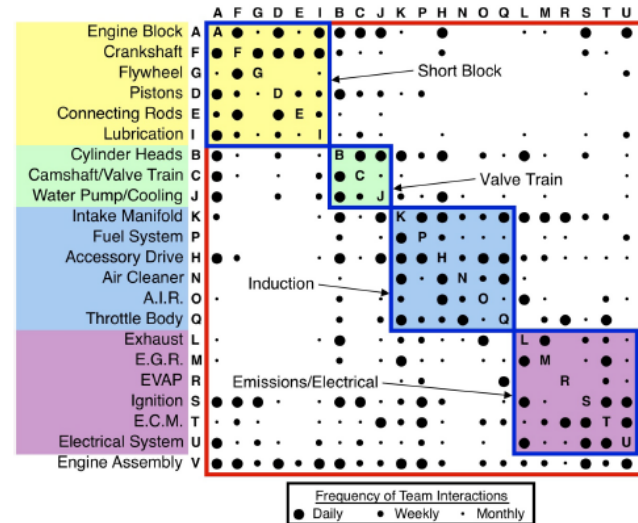 A F G D E I B C J K P H N O Q L M R S T U
Engine Block A A
Crankshaft F F
Flywheel G G
Short Block
Pistons D D
Connecting Rods E E
Lubrication I I
Cylinder Heads B B
Camshaft/Valve Train C C
Valve Train
Water Pump/Cooling J J
Intake Manifold K K
Fuel System P P
Accessory Drive H H
Air Cleaner N N
Induction
A.I.R. O O
Throttle Body Q Q
Exhaust L L
E.G.R. M M
EVAP R R
Emissions/Electrical
Ignition S S
E.C.M. T T
Electrical System U U
Engine Assembly V
Frequency of Team Interactions
● Daily • Weekly · Monthly